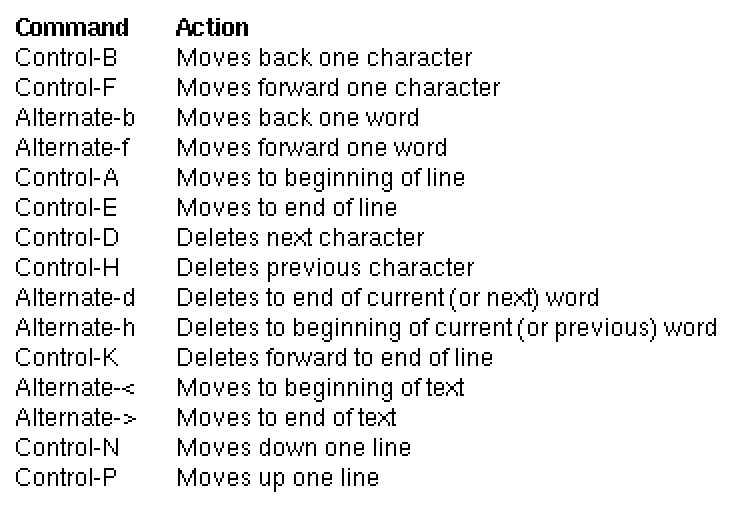 Command Action
Control-B Moves back one character
Control-F Moves forward one character
Alternate-b Moves back one word
Alternate-f Moves forward one word
Control-A Moves to beginning of line
Control-E Moves to end of line
Control-D Deletes next character
Control-H Deletes previous character
Alternate-d Deletes to end of current (or next) word
Alternate-h Deletes to beginning of current (or previous) word
Control-K Deletes forward to end of line
Alternate-< Moves to beginning of text
Alternate-> Moves to end of text
Control-N Moves down one line
Control-P Moves up one line